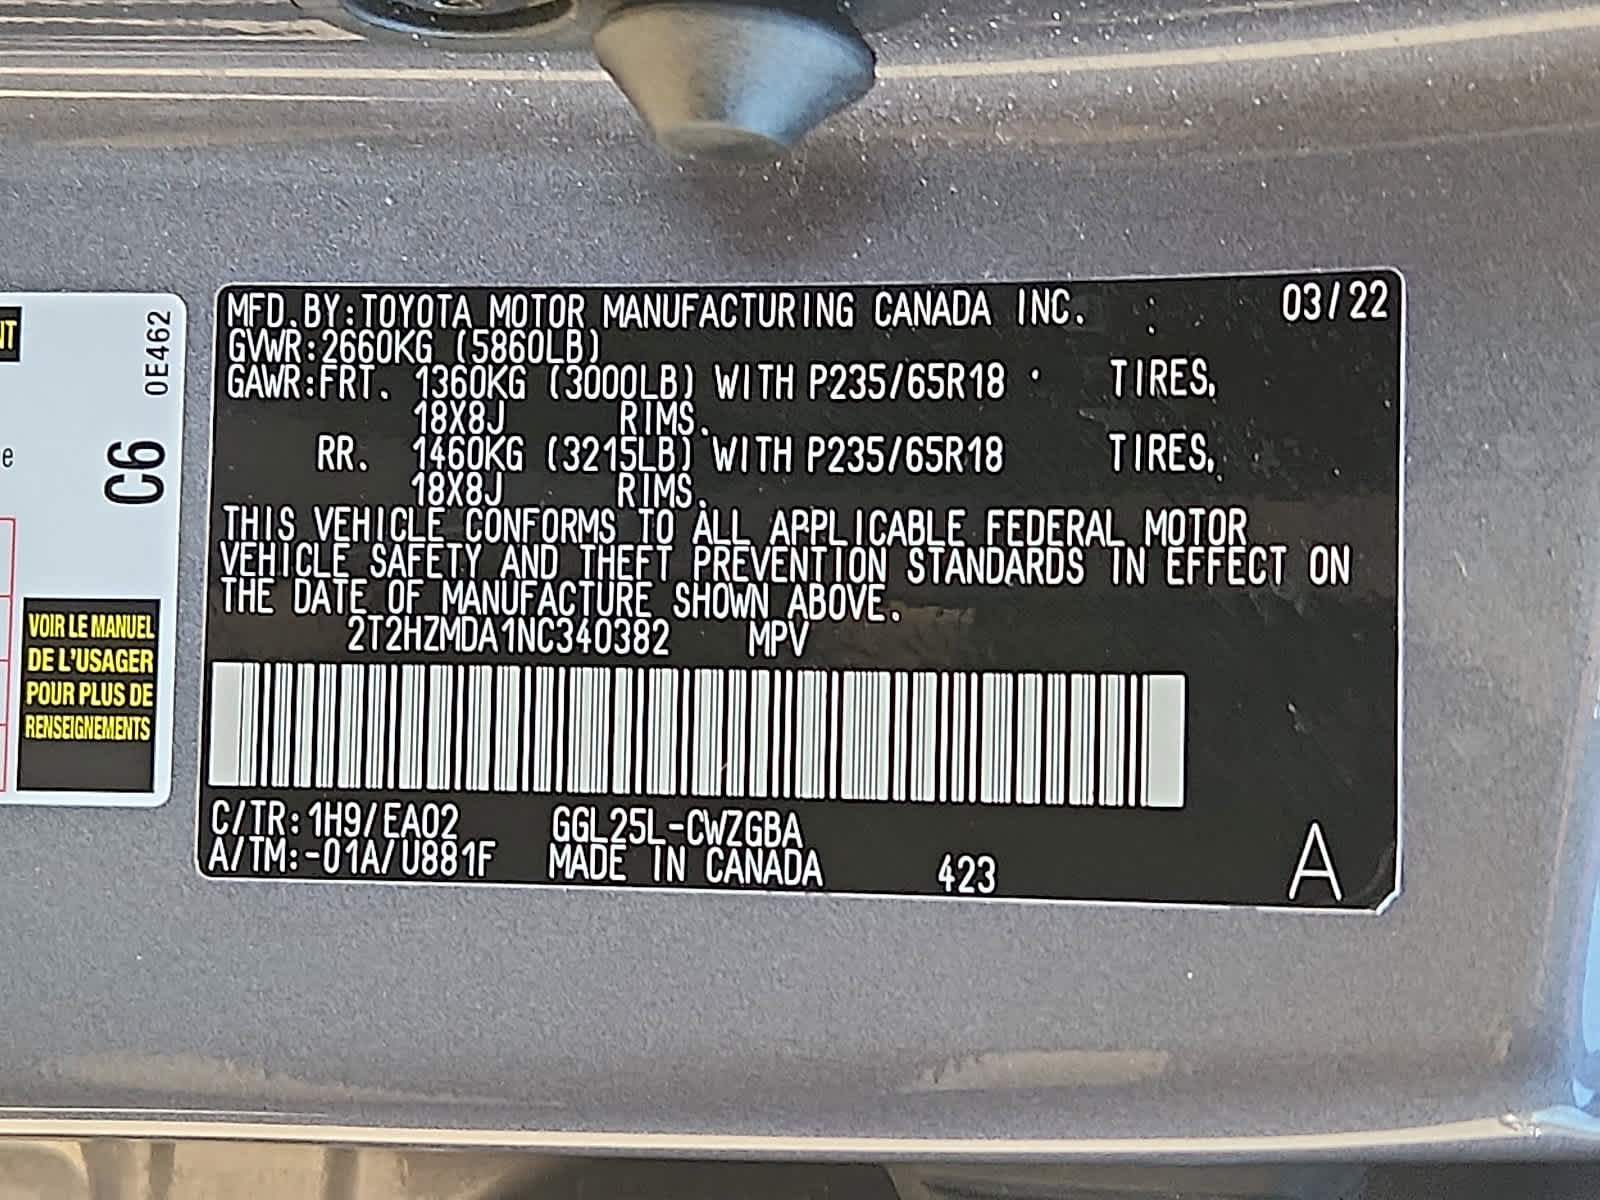 MFD.BY:TOYOTA MOTOR MANUFACTURING CANADA INC. 03/22
GVWR:2660KG (5860LB)
GAWR:FRT. 1360KG (3000LB) WITH P235/65R18 TIRES,
18X8J RIMS.
RR. 1460KG (3215LB) WITH P235/65R18 TIRES,
18X8J RIMS.
THIS VEHICLE CONFORMS TO ALL APPLICABLE FEDERAL MOTOR
VEHICLE SAFETY AND THEFT PREVENTION STANDARDS IN EFFECT ON
THE DATE OF MANUFACTURE SHOWN ABOVE.
2T2HZMDA1NC340382 MPV
C/TR:1H9/EA02 GGL25L-CWZGBA
A/TM:-01A/U881F MADE IN CANADA 423 A
0E462
C6
VOIR LE MANUEL
DE L'USAGER
POUR PLUS DE
RENSEIGNEMENTS